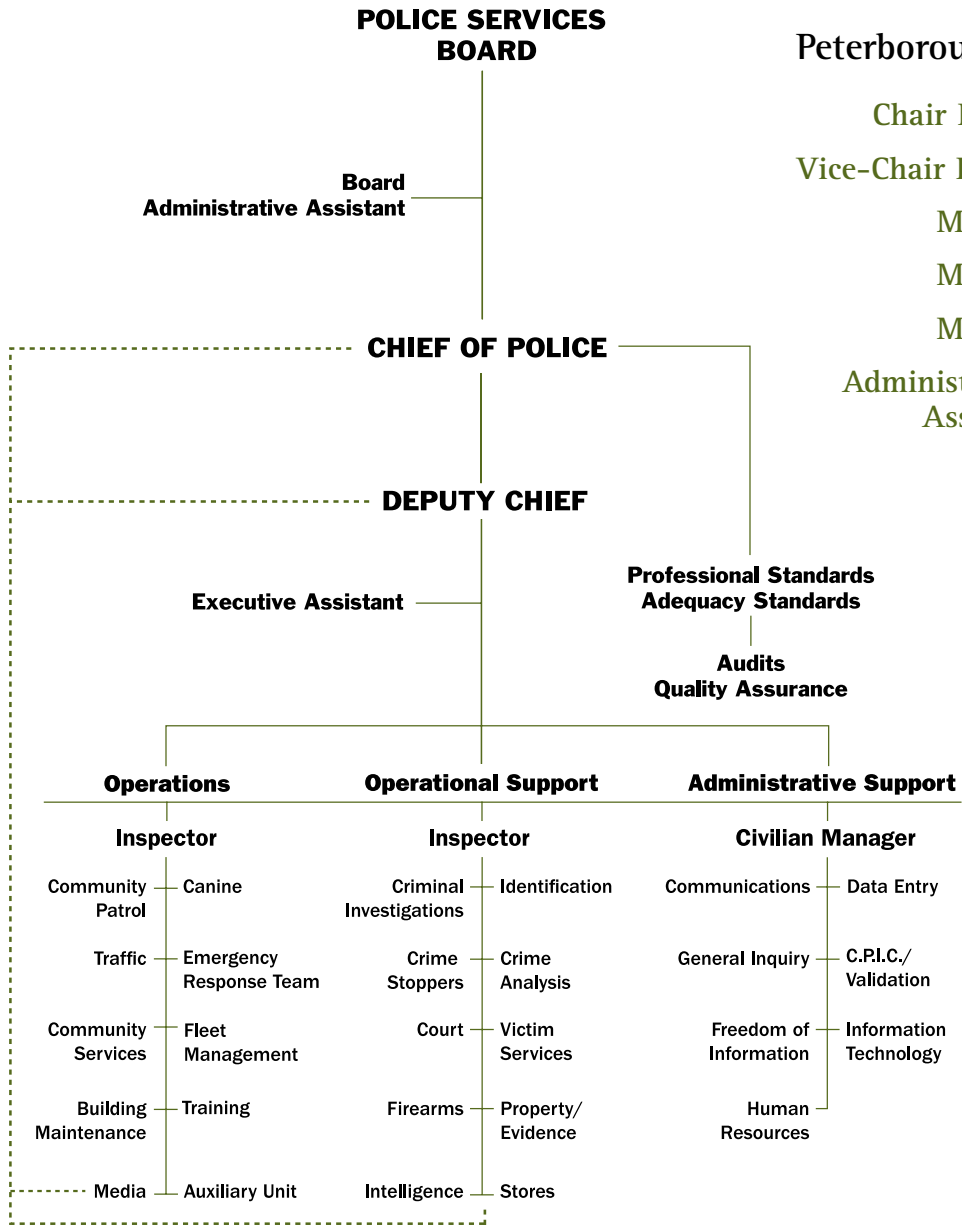 POLICE SERVICES
BOARD
Peterborou
Chair
Vice-Chair
Administ
Ass
Board
Administrative Assistant
CHIEF OF POLICE
DEPUTY CHIEF
Executive Assistant
Professional Standards
Adequacy Standards
Audits
Quality Assurance
Operations
Operational Support
Administrative Support
Inspector
Inspector
Civilian Manager
Community
Patrol
Canine
Traffic
Emergency
Response Team
Community
Services
Fleet
Management
Building
Maintenance
Training
Media
Auxiliary Unit
Criminal
Investigations
Identification
Crime
Stoppers
Crime
Analysis
Court
Victim
Services
Firearms
Property/
Evidence
Intelligence
Stores
Communications
Data Entry
General Inquiry
C.P.I.C./
Validation
Freedom of
Information
Information
Technology
Human
Resources